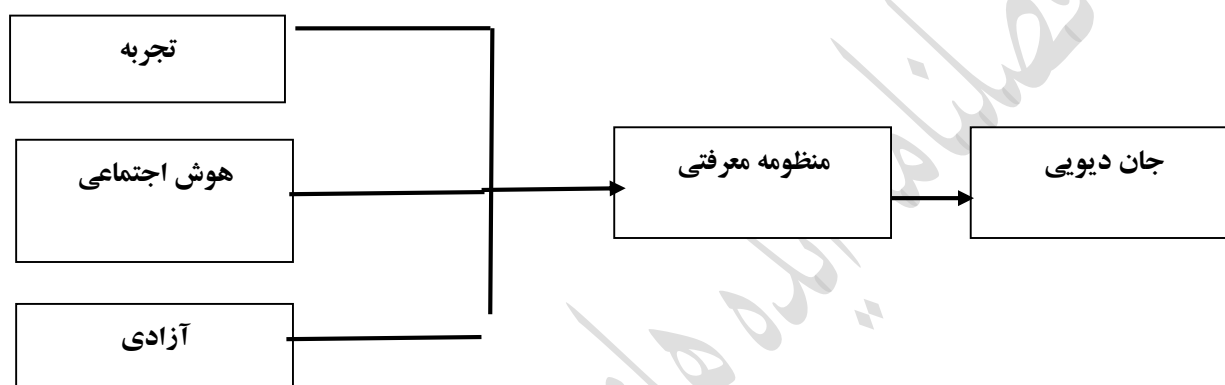 تجربه
هوش اجتماعی
منظومه معرفتی
جان دیویی
آزادی